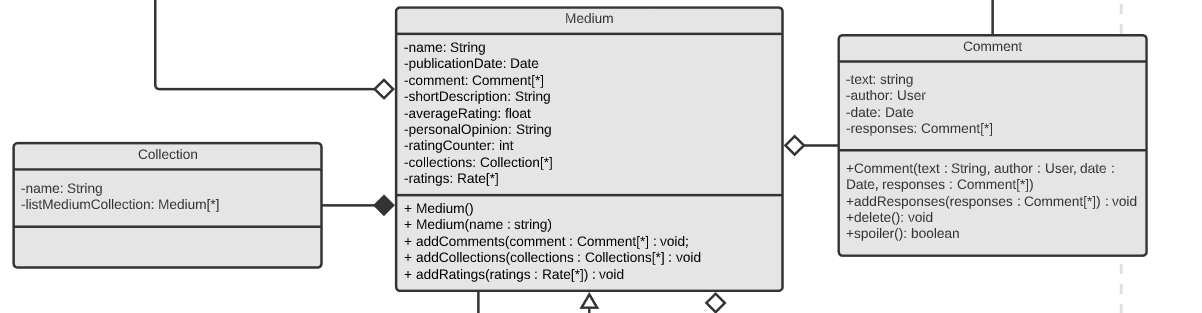 Medium
-name: String
-publicationDate: Date
-comment: Comment[*]
-shortDescription: String
-averageRating: float
-personalOpinion: String
-ratingCounter: int
-collections: Collection[*]
-ratings: Rate[*]
+ Medium()
+ Medium(name : string)
+ addComments(comment : Comment[*] : void;
+ addCollections(collections : Collections[*] : void
+ addRatings(ratings : Rate[*]) : void
Comment
-text: string
-author: User
-date: Date
-responses: Comment[*]
+Comment(text : String, author : User, date :
Date, responses : Comment[*])
+addResponses(responses : Comment[*]) : void
+delete(): void
+spoiler(): boolean
Collection
-name: String
-listMediumCollection: Medium[*]